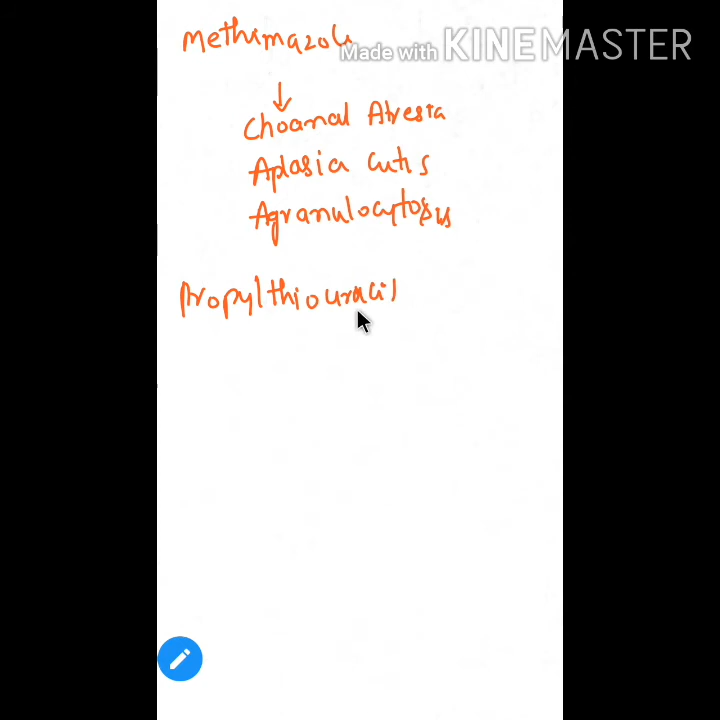 Methimazole
Made with KINEMASTER
Choanal Atresia
Aplasia Cutis
Agranulocytosis
Propylthiouracil